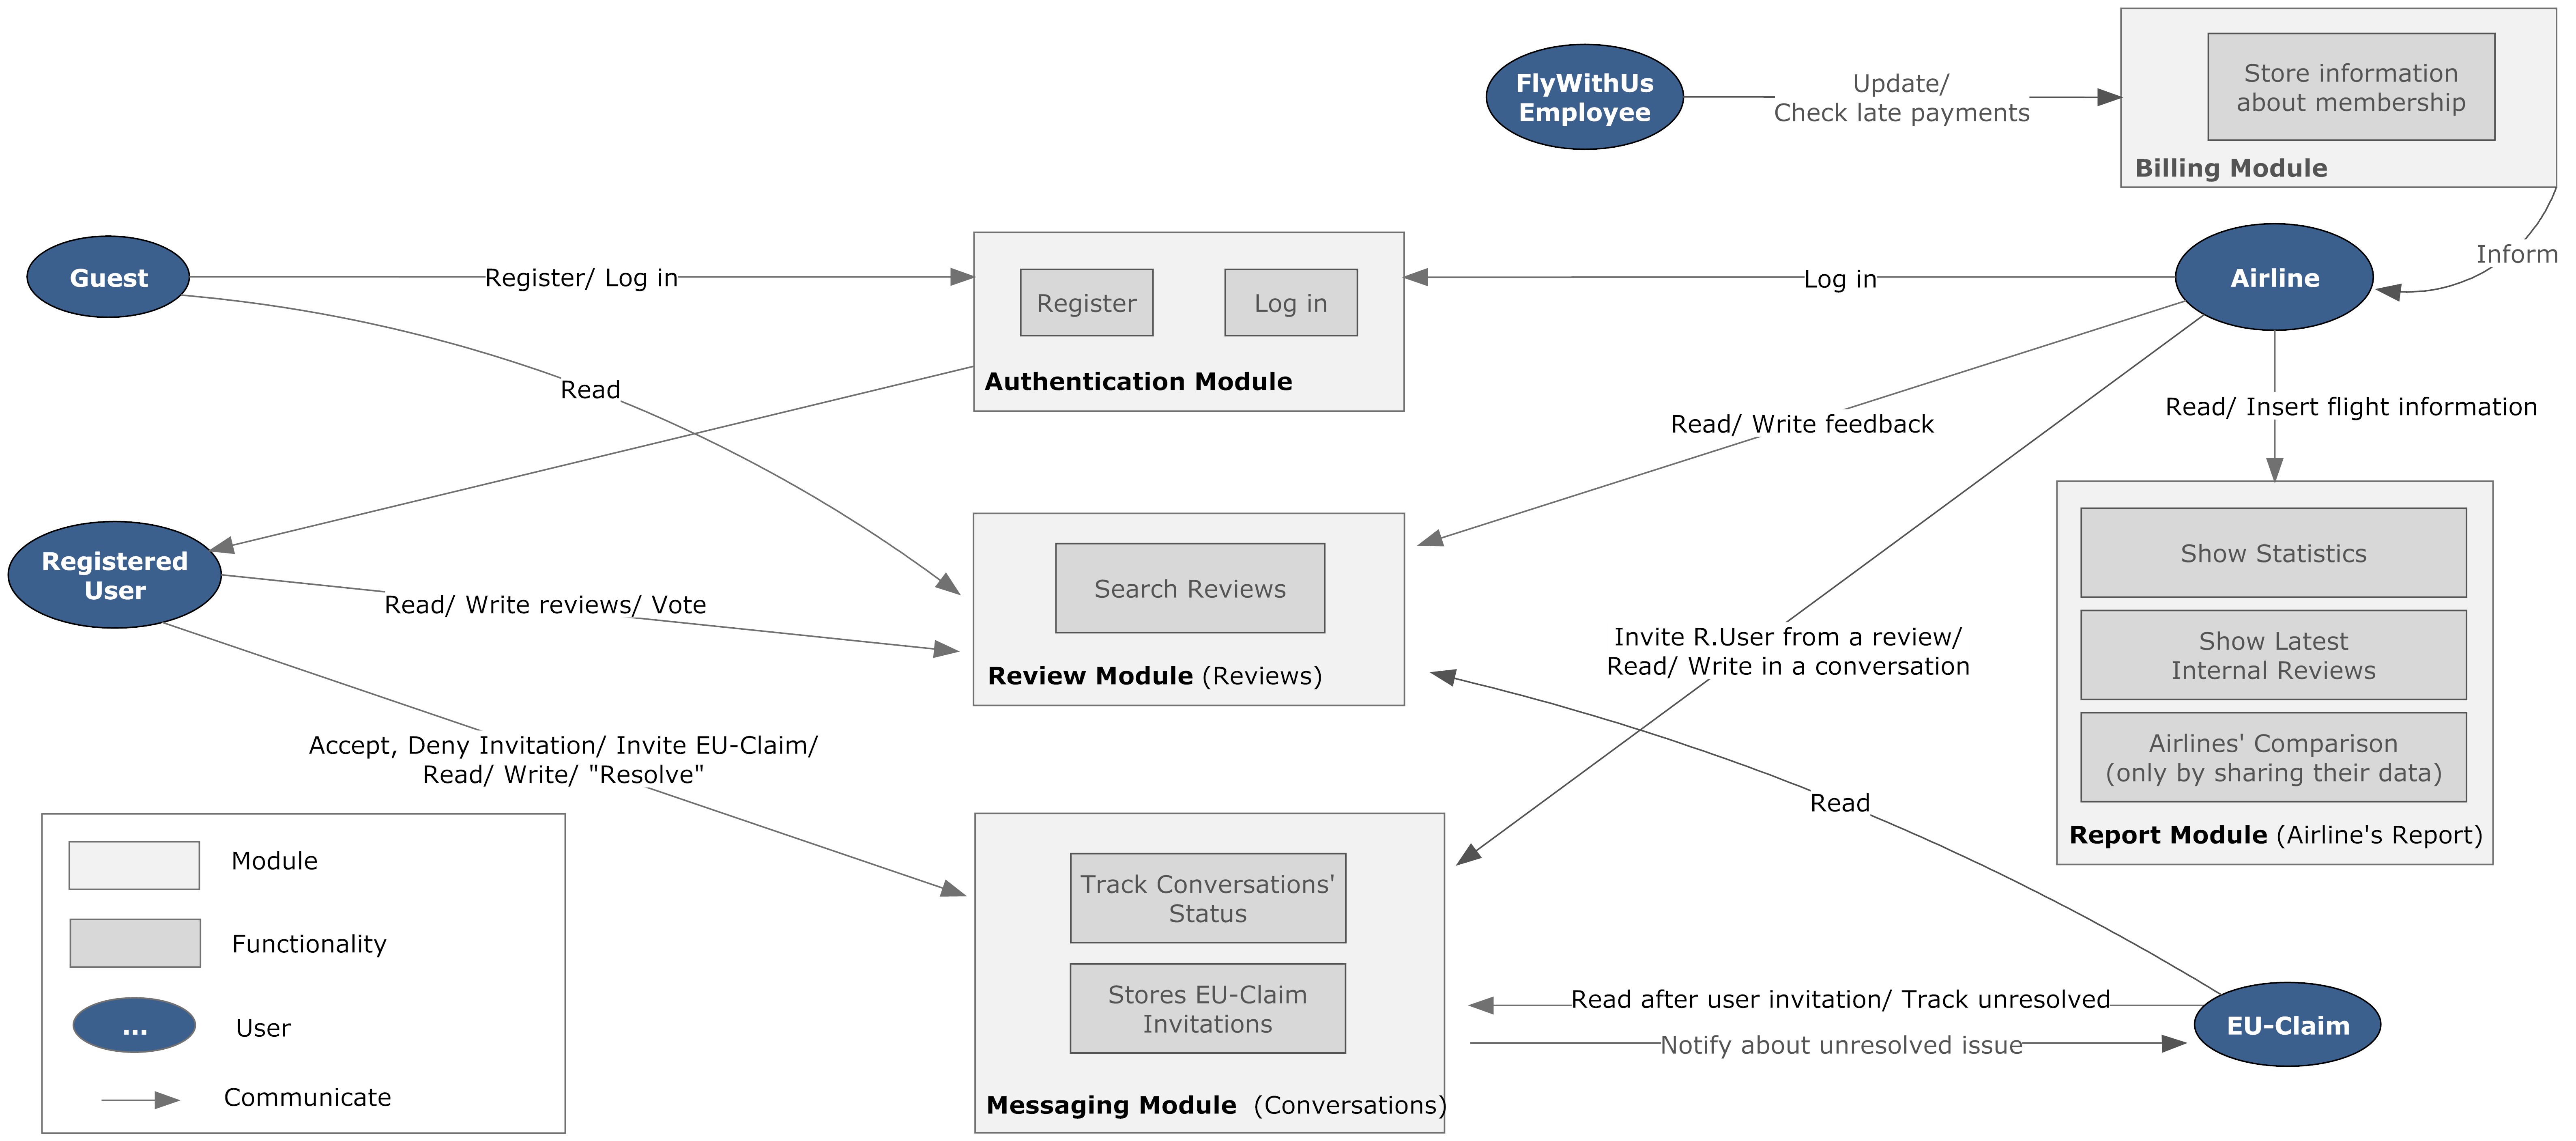 FlyWithUs
Employee
Update/
Check late payments
Store information
about membership
Billing Module
Inform
Guest
Register/ Log in
Register
Log in
Authentication Module
Log in
Airline
Read
Read/ Write feedback
Read/ Insert flight information
Registered
User
Read/ Write reviews/ Vote
Search Reviews
Review Module (Reviews)
Invite R.User from a review/
Read/ Write in a conversation
Show Statistics
Show Latest
Internal Reviews
Airlines' Comparison
(only by sharing their data)
Report Module (Airline's Report)
Accept, Deny Invitation/ Invite EU-Claim/
Read/ Write/ "Resolve"
Read
Track Conversations'
Status
Stores EU-Claim
Invitations
Messaging Module (Conversations)
Read after user invitation/ Track unresolved
Notify about unresolved issue
EU-Claim
Module
Functionality
...
User
Communicate